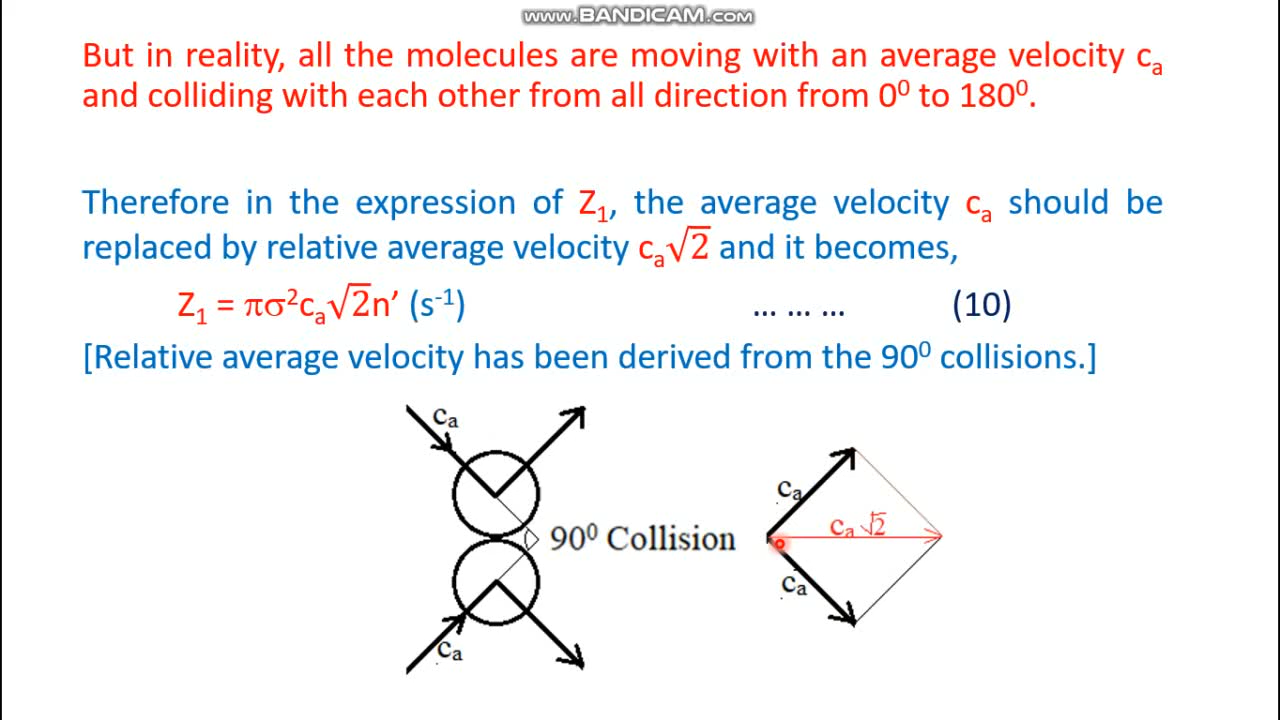 www.BANDICAM.com
But in reality, all the molecules are moving with an average velocity cₐ
and colliding with each other from all direction from 0⁰ to 180⁰.
Therefore in the expression of Z₁, the average velocity cₐ should be
replaced by relative average velocity cₐ√2 and it becomes,
Z₁ = πσ²cₐ√2n’ (s⁻¹) ... ... ... (10)
[Relative average velocity has been derived from the 90⁰ collisions.]
cₐ
cₐ
cₐ√2
90⁰ Collision
cₐ
cₐ